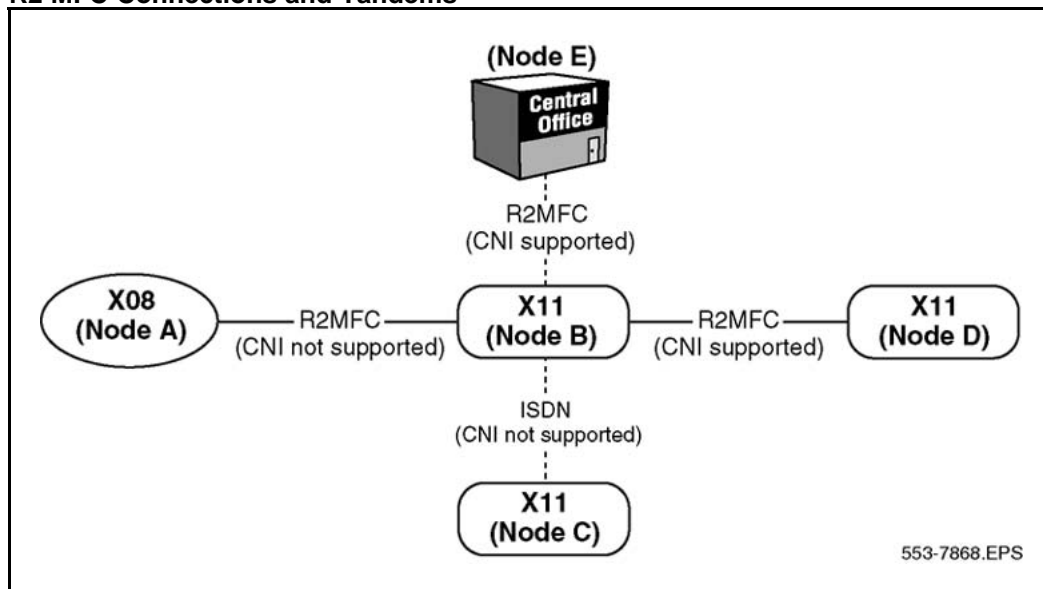 R2 MFC Connections and Tandems
(Node E)
Central
Office
R2MFC
(CNI supported)
X08
(Node A)
R2MFC
(CNI not supported)
X11
(Node B)
R2MFC
(CNI supported)
X11
(Node D)
ISDN
(CNI not supported)
X11
(Node C)
553-7868.EPS